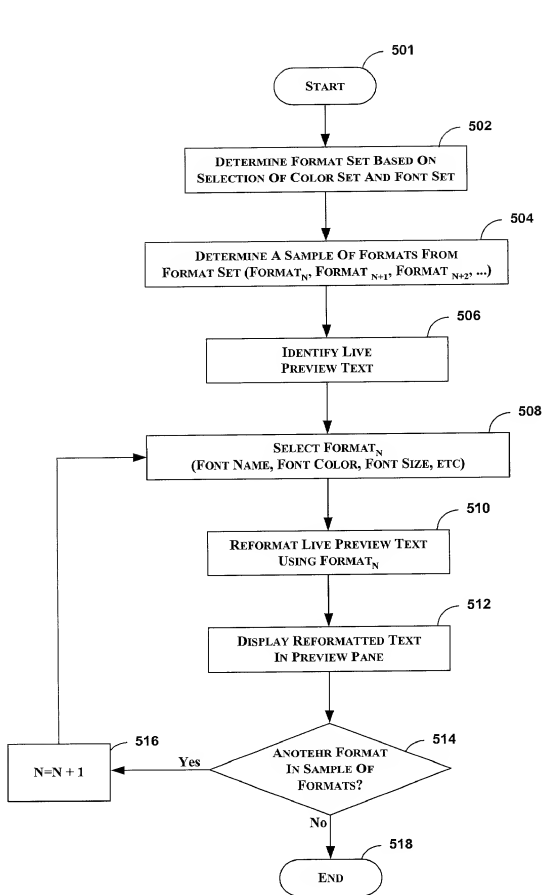 501
START
502
DETERMINE FORMAT SET BASED ON
SELECTION OF COLOR SET AND FONT SET
504
DETERMINE A SAMPLE OF FORMATS FROM
FORMAT SET (FORMATN, FORMAT N+1, FORMAT N+2, ...)
506
IDENTIFY LIVE
PREVIEW TEXT
508
SELECT FORMATN
(FONT NAME, FONT COLOR, FONT SIZE, ETC)
510
REFORMAT LIVE PREVIEW TEXT
USING FORMATN
512
DISPLAY REFORMATTED TEXT
IN PREVIEW PANE
514
ANOTEHR FORMAT
IN SAMPLE OF
FORMATS?
Yes
516
N=N + 1
No
518
END